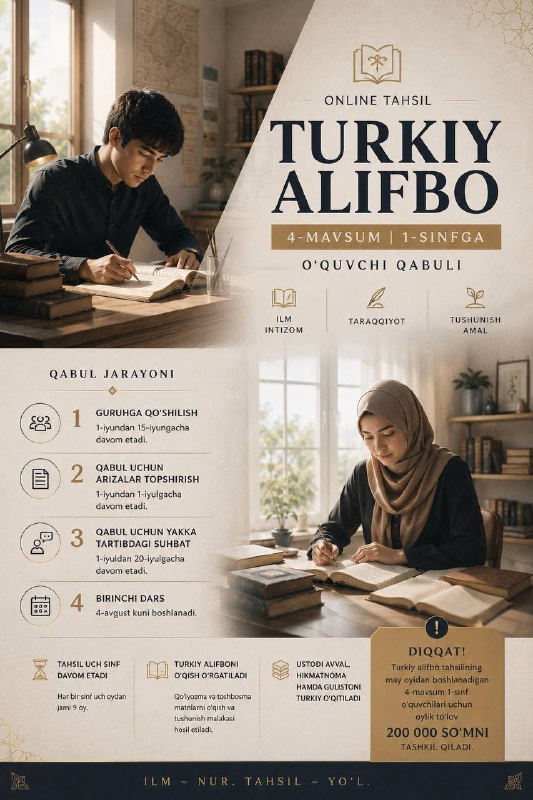 ONLINE TAHSIL
TURKIY
ALIFBO
4-MAVSUM | 1-SINFGA
O‘QUVCHI QABULI
ILM
INTIZOM
TARAQQIYOT
TUSHUNISH
AMAL
QABUL JARAYONI
1
GURUHGA QO‘SHILISH
1-iyundan 15-iyungacha
davom etadi.
2
QABUL UCHUN
ARIZALAR TOPSHIRISH
1-iyundan 1-iyulgacha
davom etadi.
3
QABUL UCHUN YAKKA
TARTIBDAGI SUHBAT
1-iyuldan 20-iyulgacha
davom etadi.
4
BIRINCHI DARS
4-avgust kuni boshlanadi.
TAHSIL UCH SINF
DAVOM ETADI
Har bir sinf uch oydan
jami 9 oy.
TURKIY ALIFBONI
O‘QISH O‘RGATILADI
Qo‘lyozma va toshbosma
matnlarni o‘qish va
tushunish malakasi
hosil etiladi.
USTODI AVVAL,
HIKMATNOMA
HAMDA GULISTONI
TURKIY O‘QITILADI
!
DIQQAT!
Turkiy alifbo tahsilining
may oyidan boshlanadigan
4-mavsum 1-sinf
o‘quvchilari uchun
oylik to‘lov
200 000 SO‘MNI
TASHKIL QILADI.
ILM – NUR. TAHSIL – YO‘L.